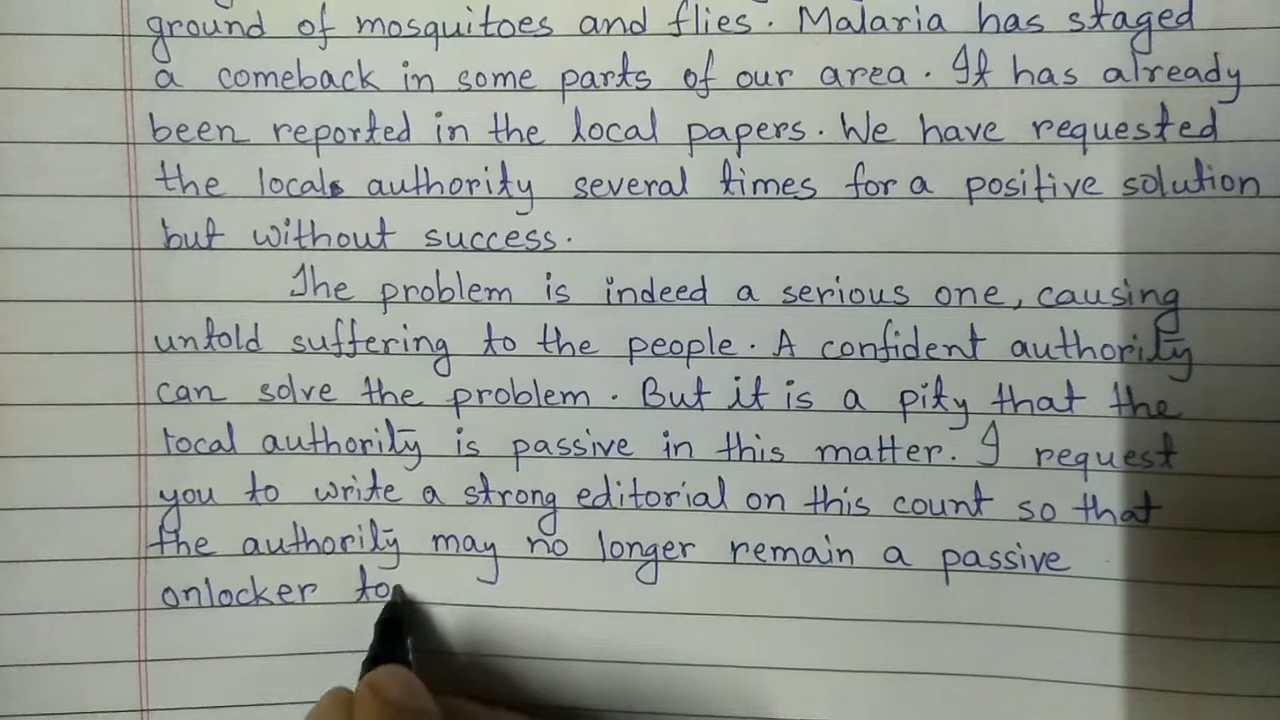 ground of mosquitoes and flies. Malaria has staged
a comeback in some parts of our area. It has already
been reported in the local papers. We have requested
the locals authority several times for a positive solution
but without success.
The problem is indeed a serious one, causing
untold suffering to the people. A confident authority
can solve the problem. But it is a pity that the
local authority is passive in this matter. I request
you to write a strong editorial on this count so that
the authority may no longer remain a passive
onlocker to